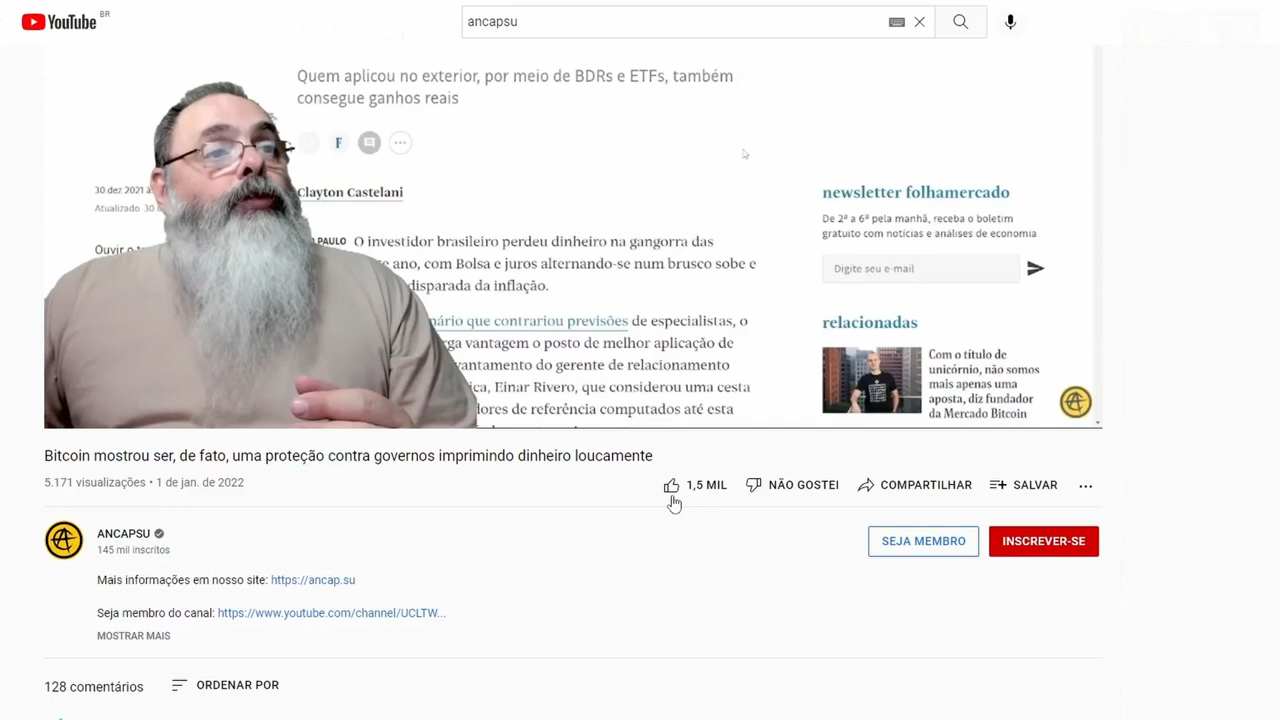 YouTube BR
ancapsu
Quem aplicou no exterior, por meio de BDRs e ETFs, também
consegue ganhos reais
F
Clayton Castelani
30 dez.2021
Atualizado 30
Ouvir o
PAULO O investidor brasileiro perdeu dinheiro na gangorra das
e ano, com Bolsa e juros alternando-se num brusco sobe e
disparada da inflação.
nário que contrariou previsões de especialistas, o
rga vantagem o posto de melhor aplicação de
vantamento do gerente de relacionamento
ica, Einar Rivero, que considerou uma cesta
dores de referência computados até esta
newsletter folhamercado
De 2ª a 6ª pela manhã, receba o boletim
gratuito com notícias e análises de economia
Digite seu e-mail
relacionadas
Com o título de
unicórnio, não somos
mais apenas uma
aposta, diz fundador
da Mercado Bitcoin
Bitcoin mostrou ser, de fato, uma proteção contra governos imprimindo dinheiro loucamente
5.171 visualizações • 1 de jan. de 2022
1,5 MIL
NÃO GOSTEI
COMPARTILHAR
SALVAR
ANCAPSU
145 mil inscritos
SEJA MEMBRO
INSCREVER-SE
Mais informações em nosso site: https://ancap.su
Seja membro do canal: https://www.youtube.com/channel/UCLTW...
MOSTRAR MAIS
128 comentários
ORDENAR POR